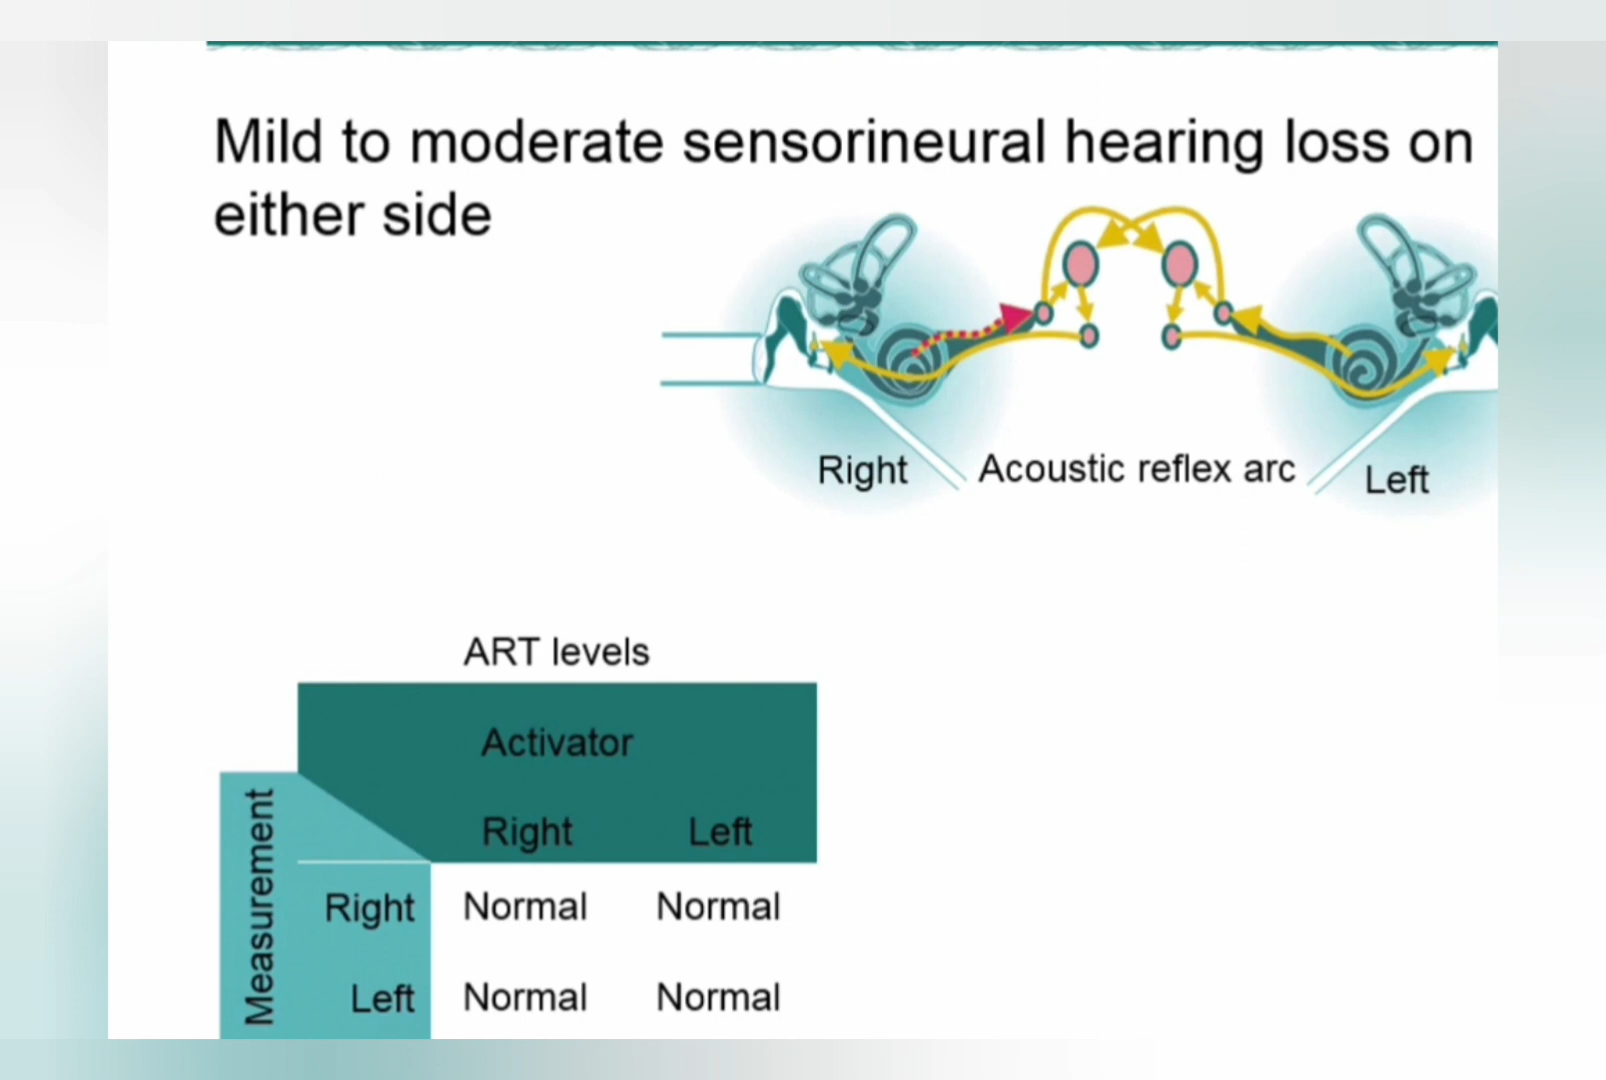 Mild to moderate sensorineural hearing loss on
either side
Right
Acoustic reflex arc
Left
ART levels
Activator
Right Left
Measurement
Right Normal Normal
Left Normal Normal